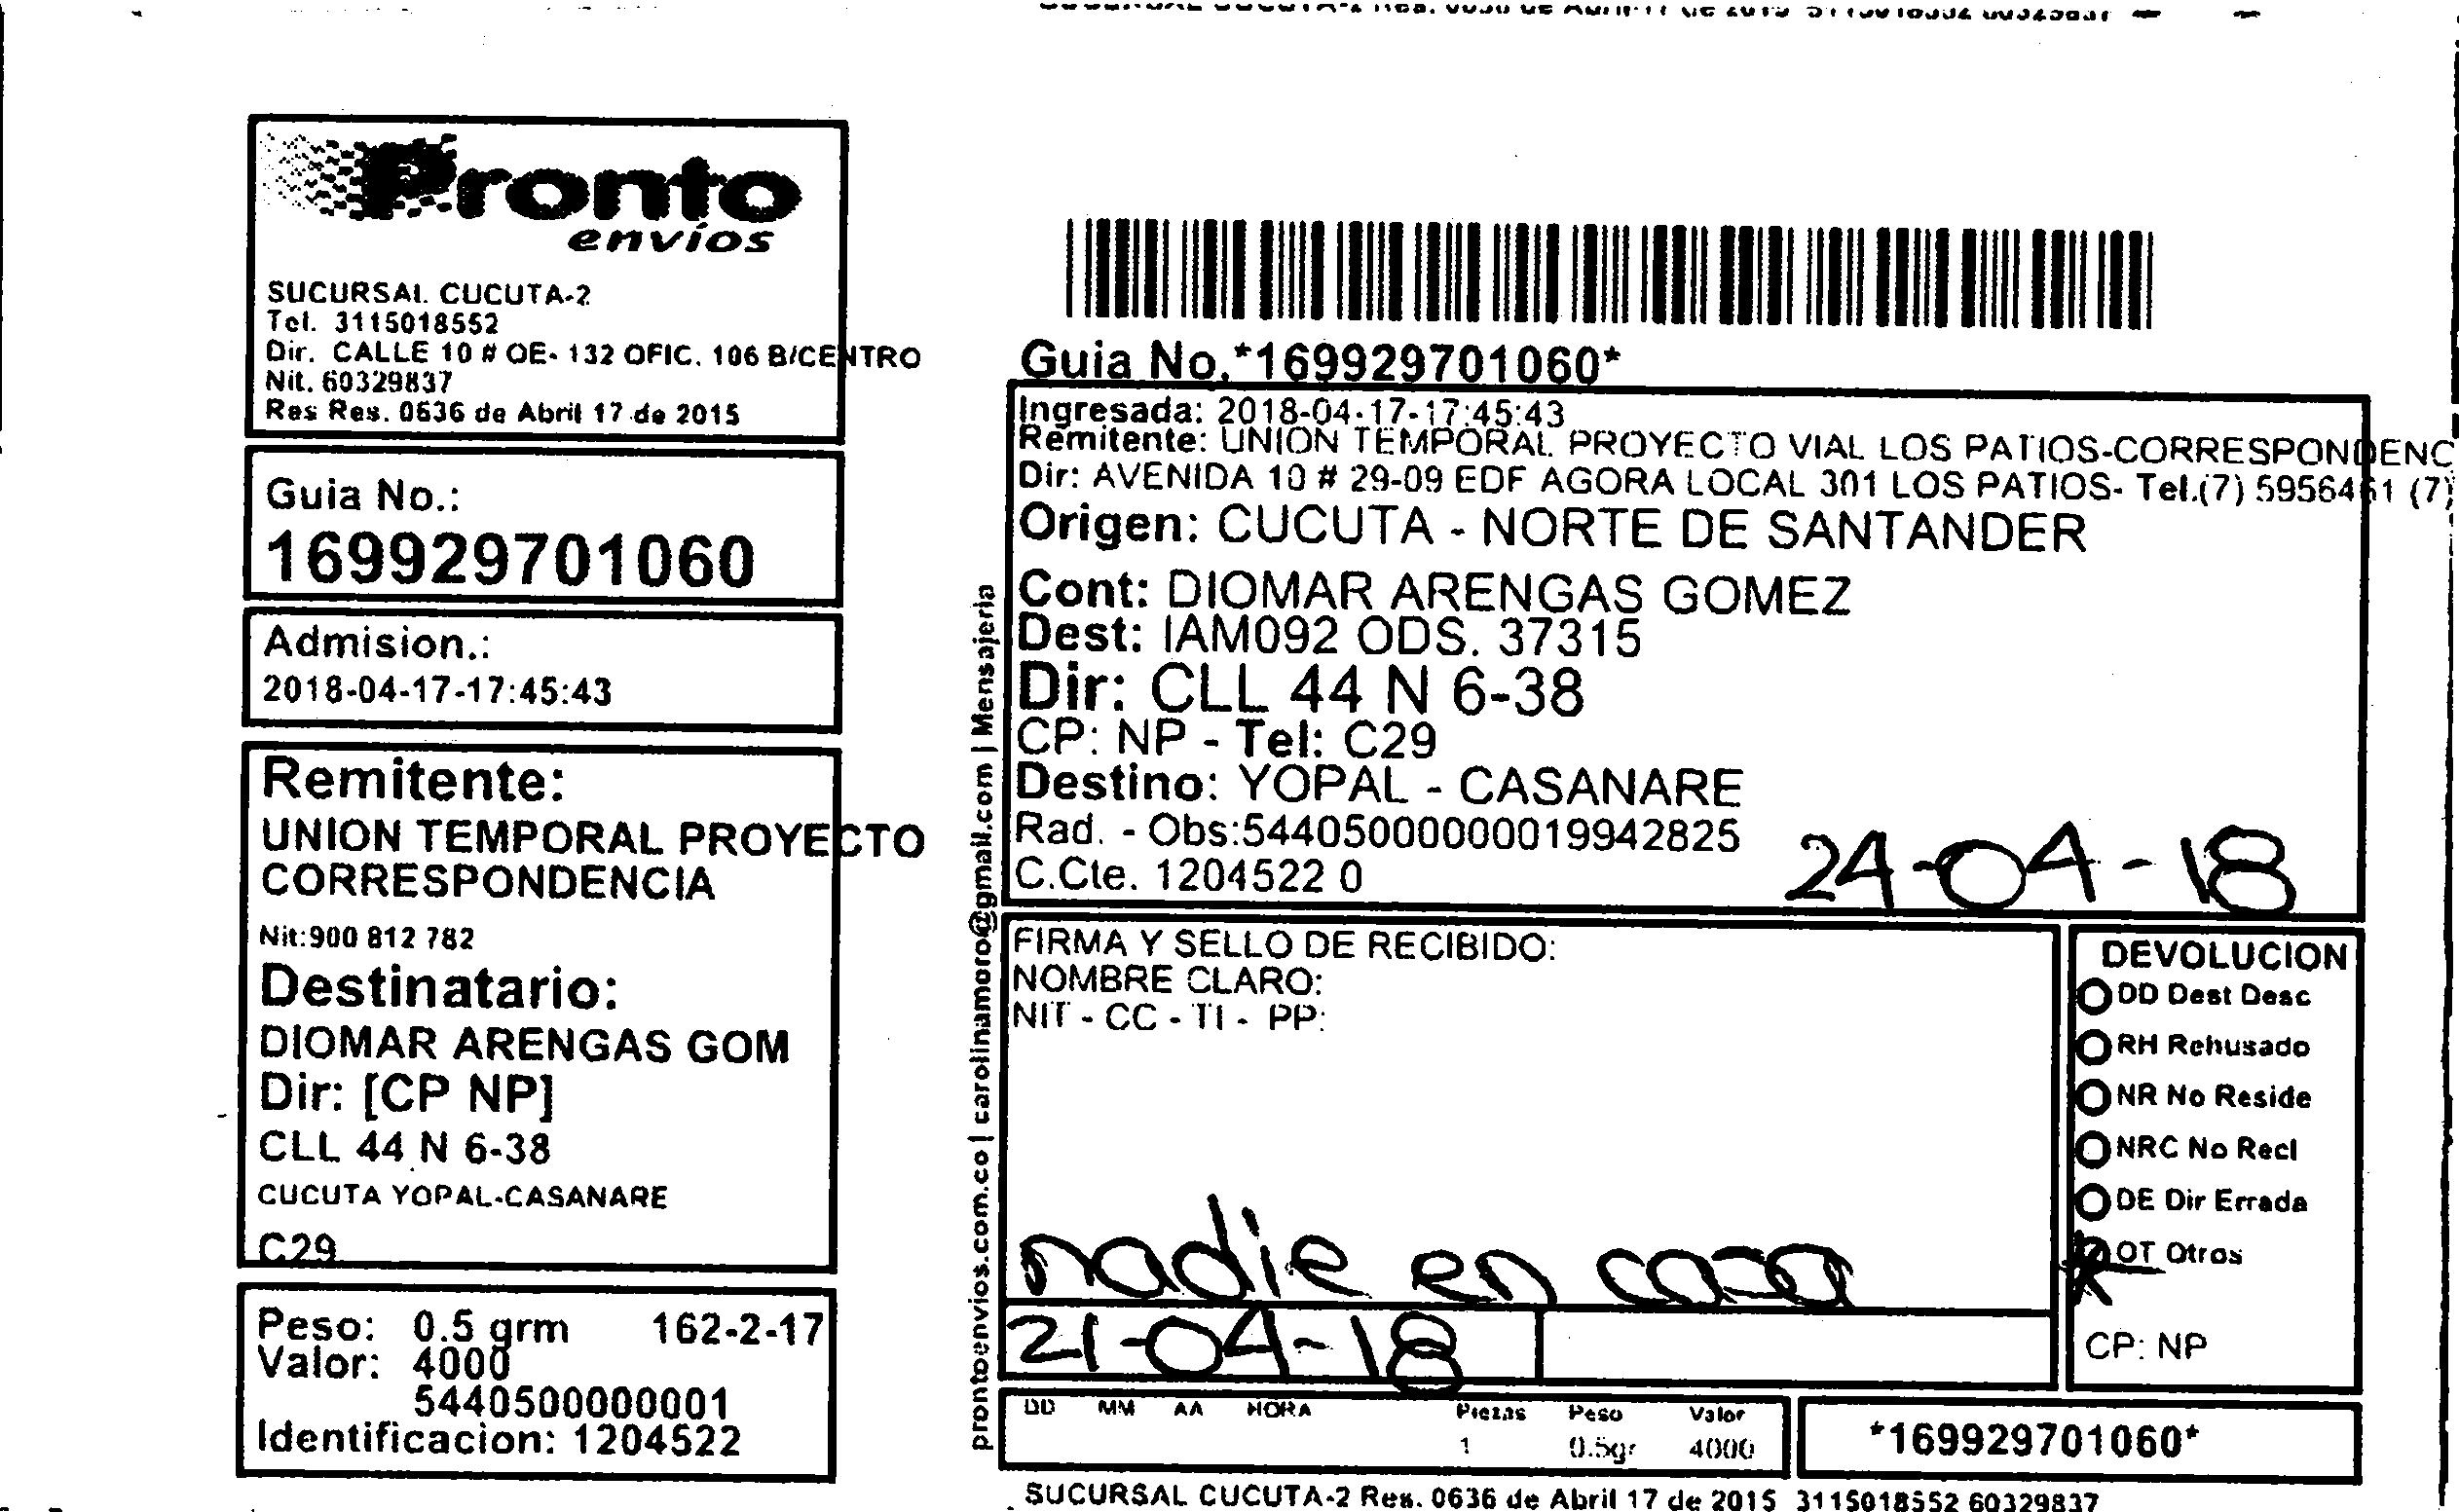 Pronto
envíos
SUCURSAL CUCUTA-2
Tel. 3115018552
Dir. CALLE 10 # OE- 132 OFIC. 106 B/CENTRO
Nit. 60329837
Res Res. 0636 de Abril 17 de 2015
Guia No.:
169929701060
Admision.:
2018-04-17-17:45:43
Remitente:
UNION TEMPORAL PROYECTO
CORRESPONDENCIA
Nit:900 812 782
Destinatario:
DIOMAR ARENGAS GOM
Dir: [CP NP]
CLL 44 N 6-38
CUCUTA YOPAL-CASANARE
C29
Peso: 0.5 grm 162-2-17
Valor: 4000
5440500000001
Identificacion: 1204522
prontoenvios.com.co | carolinamoro@gmail.com | Mensajeria
Guia No.*169929701060*
Ingresada: 2018-04-17-17:45:43
Remitente: UNION TEMPORAL PROYECTO VIAL LOS PATIOS-CORRESPONDENC
Dir: AVENIDA 10 # 29-09 EDF AGORA LOCAL 301 LOS PATIOS- Tel.(7) 5956461 (7)
Origen: CUCUTA - NORTE DE SANTANDER
Cont: DIOMAR ARENGAS GOMEZ
Dest: IAM092 ODS. 37315
Dir: CLL 44 N 6-38
CP: NP - Tel: C29
Destino: YOPAL - CASANARE
Rad. - Obs:544050000000019942825
C.Cte. 1204522 0
24-04-18
FIRMA Y SELLO DE RECIBIDO:
NOMBRE CLARO:
NIT - CC - TI - PP:
nadie en casa
21-04-18
DEVOLUCION
DD Dest Desc
RH Rehusado
NR No Reside
NRC No Recl
DE Dir Errada
OT Otros
CP: NP
DD MM AA HORA Piezas Peso Valor
1 0.5gr 4000
*169929701060*
SUCURSAL CUCUTA-2 Res. 0636 de Abril 17 de 2015 3115018552 60329837